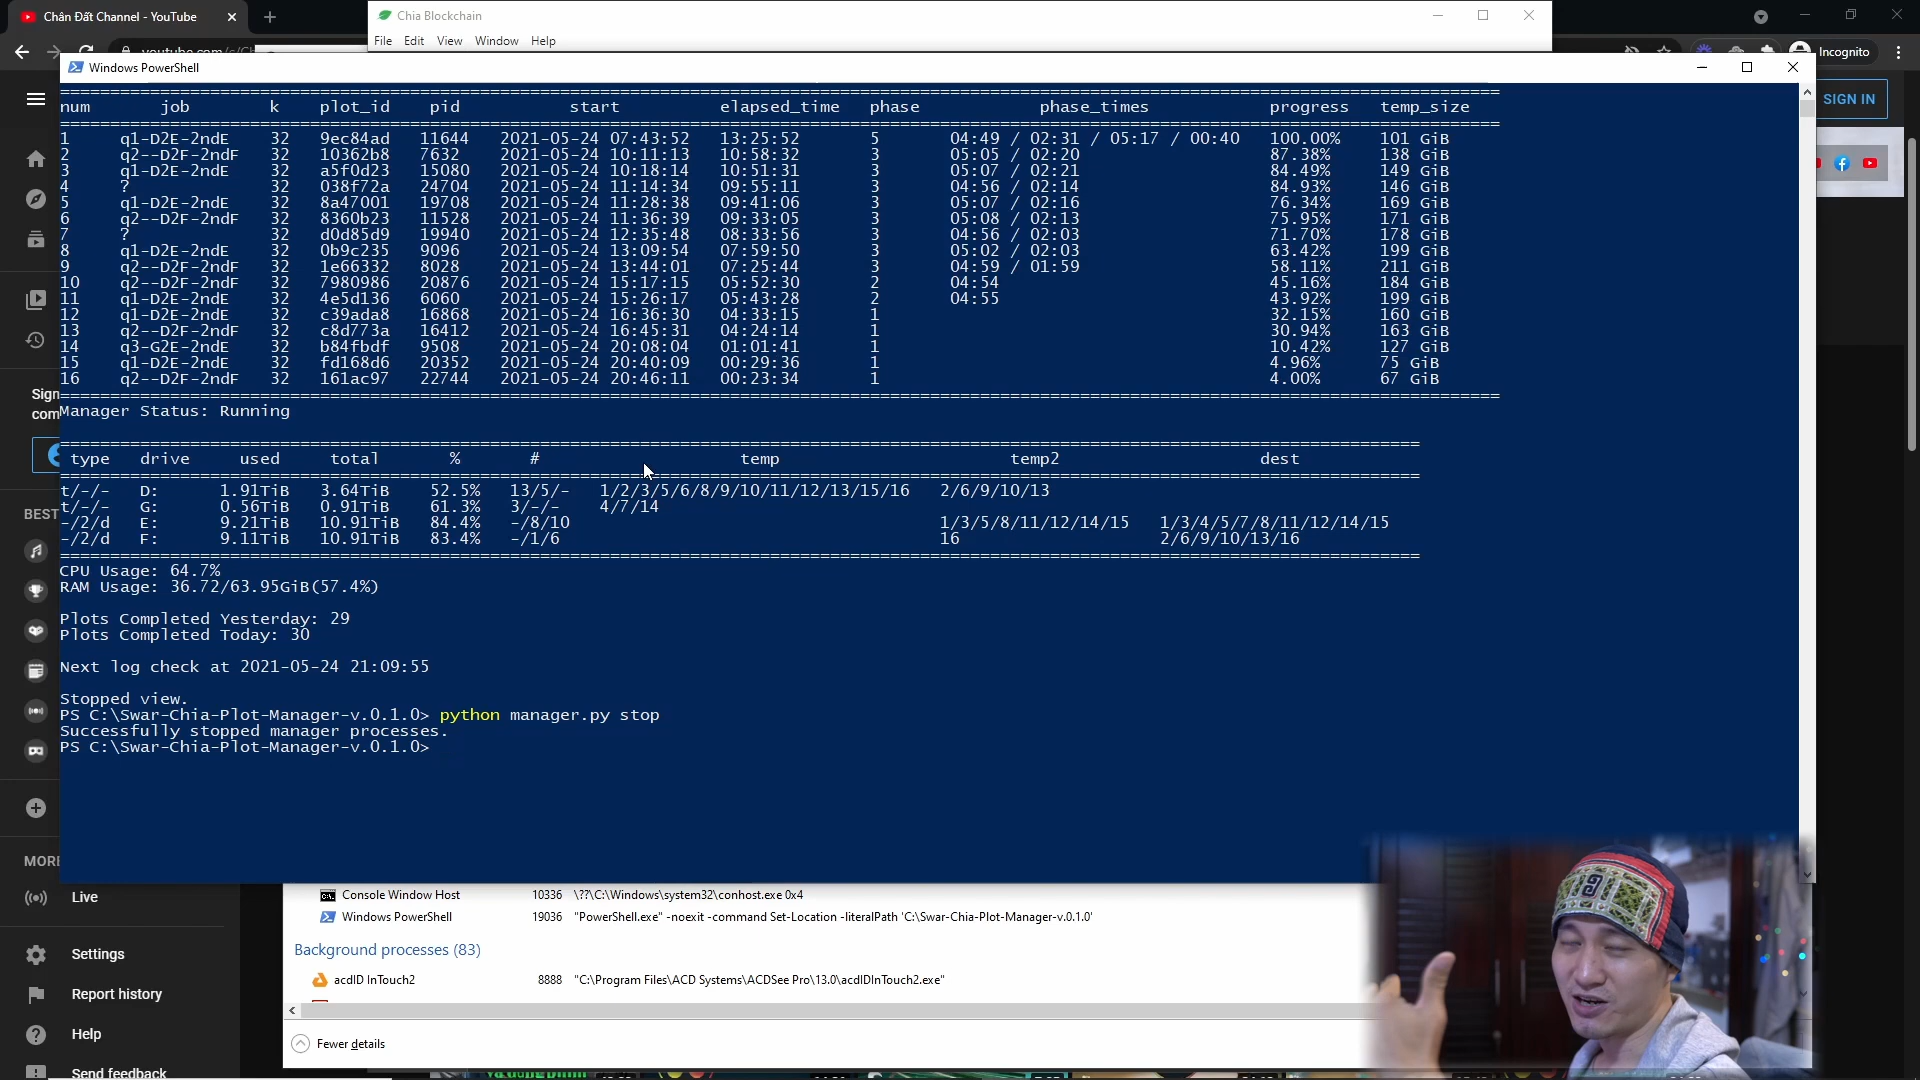 Chân Đất Channel - YouTube
Chia Blockchain
File Edit View Window Help
Incognito
Windows PowerShell
SIGN IN
num job k plot_id pid start elapsed_time phase phase_times progress temp_size
1 q1-D2E-2ndE 32 9ec84ad 11644 2021-05-24 07:43:52 13:25:52 5 04:49 / 02:31 / 05:17 / 00:40 100.00% 101 GiB
2 q2--D2F-2ndF 32 10362b8 7632 2021-05-24 10:11:13 10:58:32 3 05:05 / 02:20 87.38% 138 GiB
3 q1-D2E-2ndE 32 a5f0d23 15080 2021-05-24 10:18:14 10:51:31 3 05:07 / 02:21 84.49% 149 GiB
4 ? 32 038f72a 24704 2021-05-24 11:14:34 09:55:11 3 04:56 / 02:14 84.93% 146 GiB
5 q1-D2E-2ndE 32 8a47001 19708 2021-05-24 11:28:38 09:41:06 3 05:07 / 02:16 76.34% 169 GiB
6 q2--D2F-2ndF 32 8360b23 11528 2021-05-24 11:36:39 09:33:05 3 05:08 / 02:13 75.95% 171 GiB
7 ? 32 d0d85d9 19940 2021-05-24 12:35:48 08:33:56 3 04:56 / 02:03 71.70% 178 GiB
8 q1-D2E-2ndE 32 0b9c235 9096 2021-05-24 13:09:54 07:59:50 3 05:02 / 02:03 63.42% 199 GiB
9 q2--D2F-2ndF 32 1e66332 8028 2021-05-24 13:44:01 07:25:44 3 04:59 / 01:59 58.11% 211 GiB
10 q2--D2F-2ndF 32 7980986 20876 2021-05-24 15:17:15 05:52:30 2 04:54 45.16% 184 GiB
11 q1-D2E-2ndE 32 4e5d136 6060 2021-05-24 15:26:17 05:43:28 2 04:55 43.92% 199 GiB
12 q1-D2E-2ndE 32 c39ada8 16868 2021-05-24 16:36:30 04:33:15 1 32.15% 160 GiB
13 q2--D2F-2ndF 32 c8d773a 16412 2021-05-24 16:45:31 04:24:14 1 30.94% 163 GiB
14 q3-G2E-2ndE 32 b84fbdf 9508 2021-05-24 20:08:04 01:01:41 1 10.42% 127 GiB
15 q1-D2E-2ndE 32 fd168d6 20352 2021-05-24 20:40:09 00:29:36 1 4.96% 75 GiB
16 q2--D2F-2ndF 32 161ac97 22744 2021-05-24 20:46:11 00:23:34 1 4.00% 67 GiB
Manager Status: Running
type drive used total % # temp temp2 dest
t/-/- D: 1.91TiB 3.64TiB 52.5% 13/5/- 1/2/3/5/6/8/9/10/11/12/13/15/16 2/6/9/10/13
t/-/- G: 0.56TiB 0.91TiB 61.3% 3/-/- 4/7/14
-/2/d E: 9.21TiB 10.91TiB 84.4% -/8/10 1/3/5/8/11/12/14/15 1/3/4/5/7/8/11/12/14/15
-/2/d F: 9.11TiB 10.91TiB 83.4% -/1/6 16 2/6/9/10/13/16
CPU Usage: 64.7%
RAM Usage: 36.72/63.95GiB(57.4%)
Plots Completed Yesterday: 29
Plots Completed Today: 30
Next log check at 2021-05-24 21:09:55
Stopped view.
PS C:\Swar-Chia-Plot-Manager-v.0.1.0> python manager.py stop
Successfully stopped manager processes.
PS C:\Swar-Chia-Plot-Manager-v.0.1.0>
Sign
com
BEST
MORE
Live
Settings
Report history
Help
Send feedback
Console Window Host 10336 \??\C:\Windows\system32\conhost.exe 0x4
Windows PowerShell 19036 "PowerShell.exe" -noexit -command Set-Location -literalPath 'C:\Swar-Chia-Plot-Manager-v.0.1.0'
Background processes (83)
acdID InTouch2 8888 "C:\Program Files\ACD Systems\ACDSee Pro\13.0\acdIDInTouch2.exe"
Fewer details